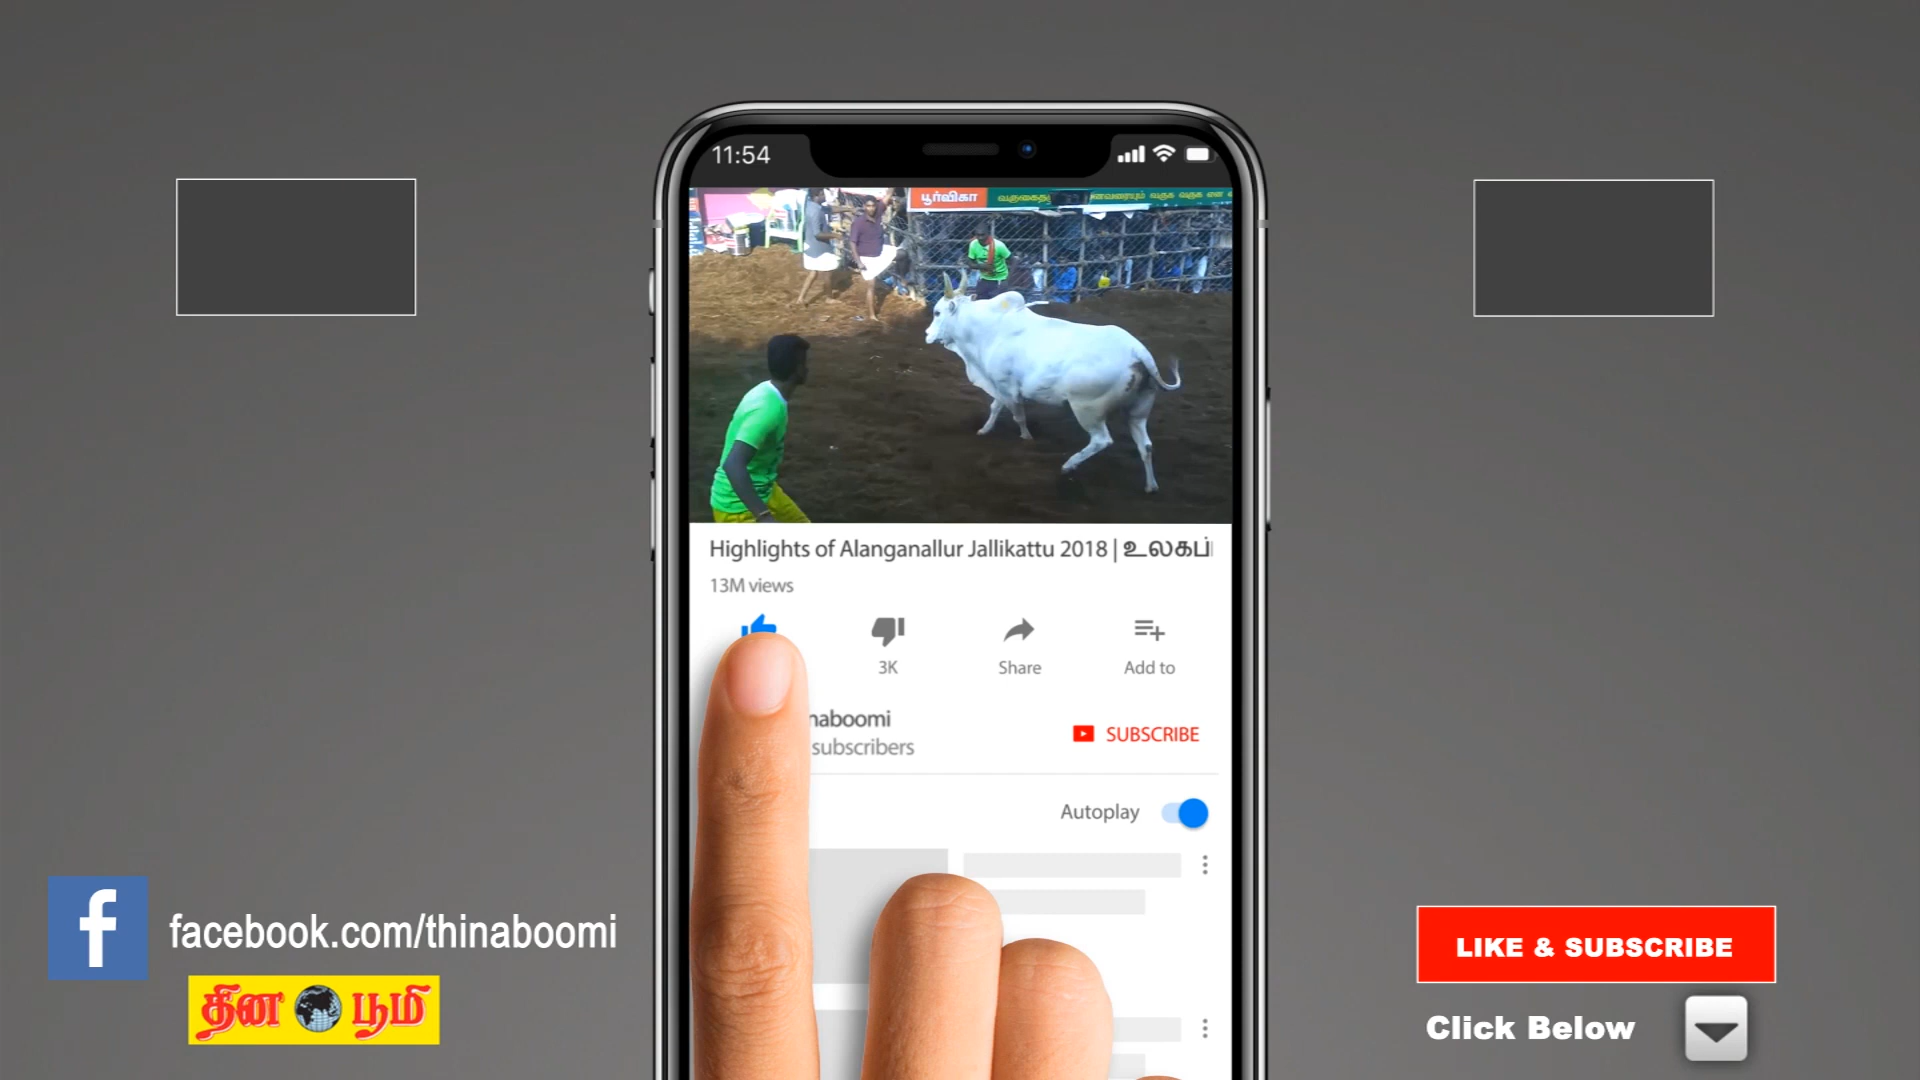 11:54
பூர்விகா
Highlights of Alanganallur Jallikattu 2018 | உலகப்
13M views
3K
Share
Add to
naboomi
subscribers
SUBSCRIBE
Autoplay
facebook.com/thinaboomi
தின பூமி
LIKE & SUBSCRIBE
Click Below